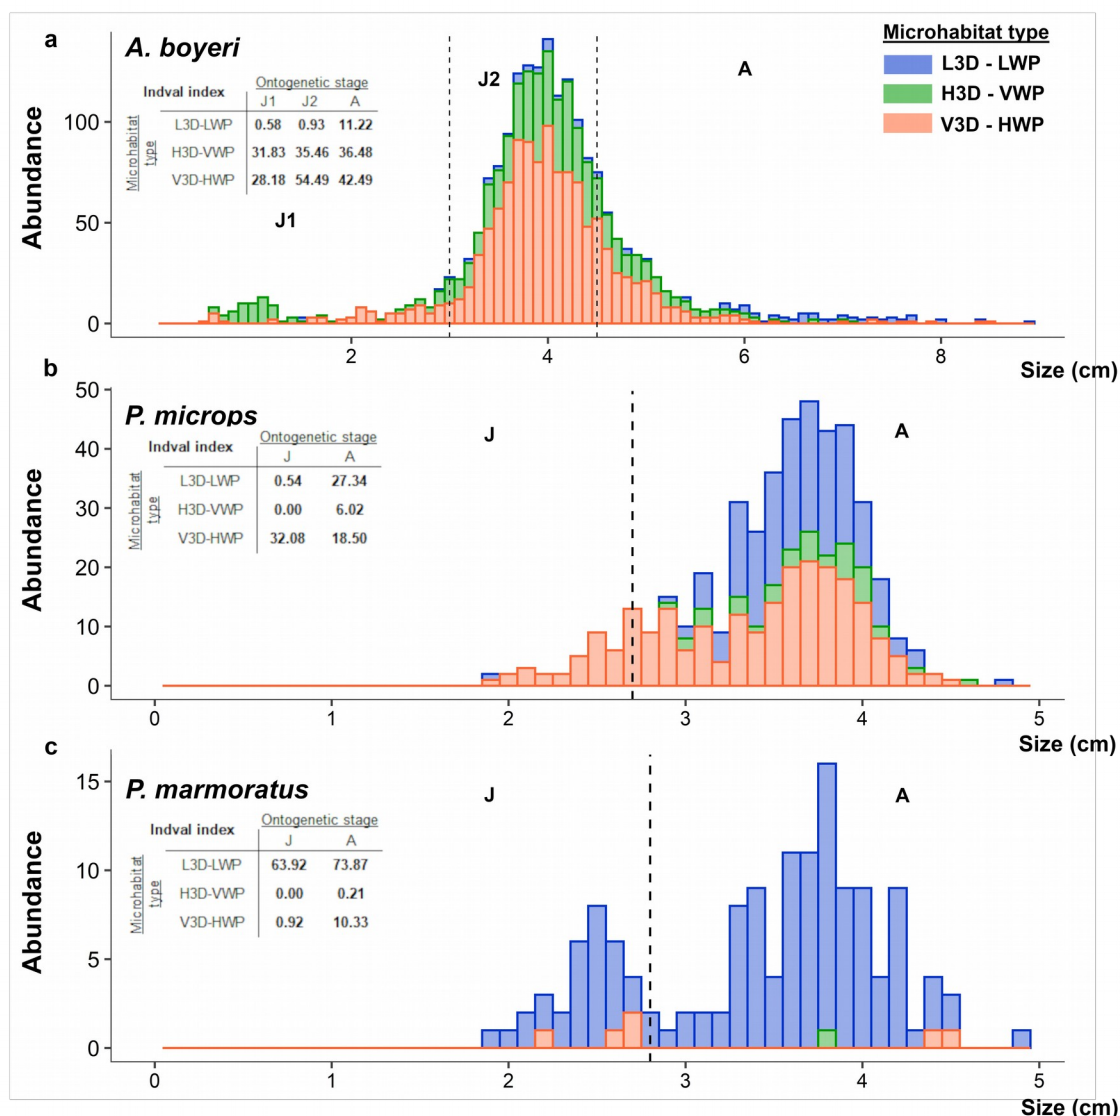 a
A. boyeri
Indval index
Ontogenetic stage
J1 J2 A
Microhabitat type
L3D-LWP 0.58 0.93 11.22
H3D-VWP 31.83 35.46 36.48
V3D-HWP 28.18 54.49 42.49
J1
J2
A
Microhabitat type
L3D - LWP
H3D - VWP
V3D - HWP
Abundance
100
50
0
2 4 6 8
Size (cm)
b
P. microps
Indval index
Ontogenetic stage
J A
Microhabitat type
L3D-LWP 0.54 27.34
H3D-VWP 0.00 6.02
V3D-HWP 32.08 18.50
J
A
Abundance
50
40
30
20
10
0
0 1 2 3 4 5
Size (cm)
c
P. marmoratus
Indval index
Ontogenetic stage
J A
Microhabitat type
L3D-LWP 63.92 73.87
H3D-VWP 0.00 0.21
V3D-HWP 0.92 10.33
J
A
Abundance
15
10
5
0
0 1 2 3 4 5
Size (cm)